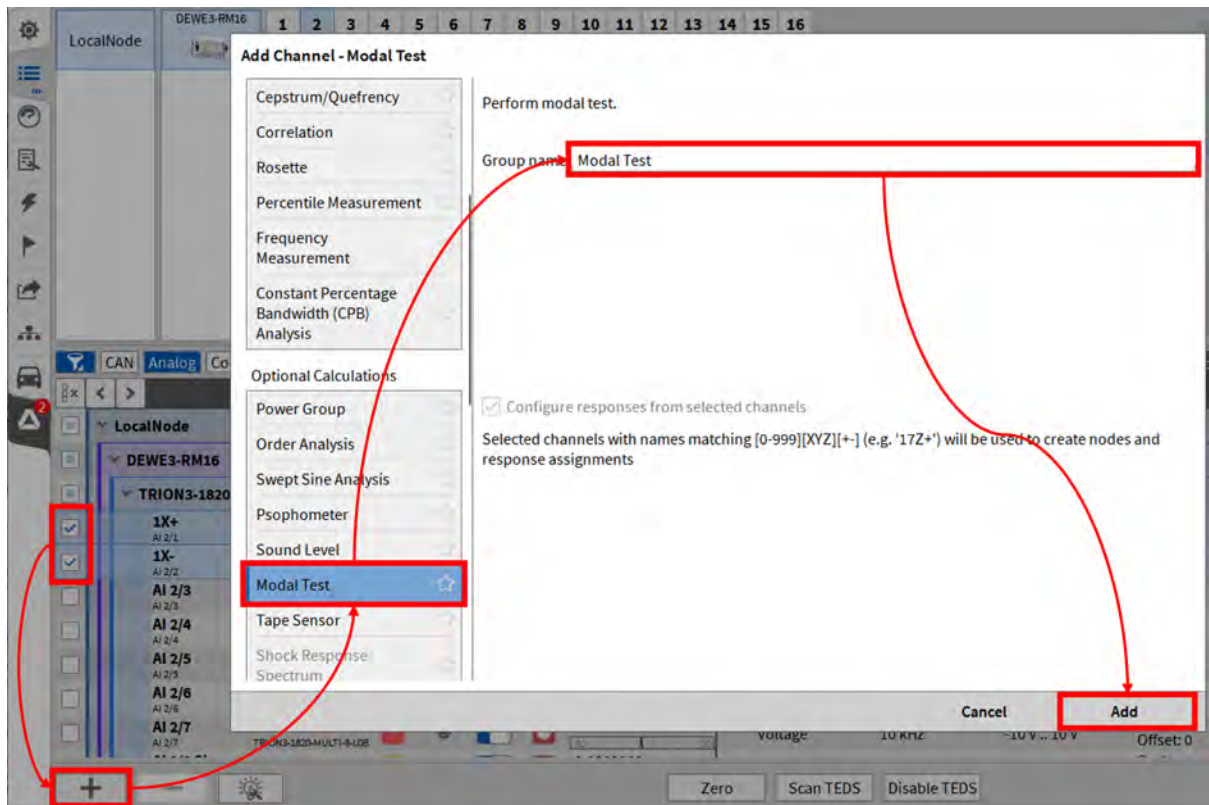 DEWE3-RM16
1 2 3 4 5 6 7 8 9 10 11 12 13 14 15 16
LocalNode
Add Channel - Modal Test
Cepstrum/Quefrency
Correlation
Rosette
Percentile Measurement
Frequency
Measurement
Constant Percentage
Bandwidth (CPB)
Analysis
Optional Calculations
Power Group
Order Analysis
Swept Sine Analysis
Psophometer
Sound Level
Modal Test
Tape Sensor
Shock Response
Spectrum
Perform modal test.
Group name Modal Test
Configure responses from selected channels
Selected channels with names matching [0-999][XYZ][+-] (e.g. '17Z+') will be used to create nodes and
response assignments
Cancel Add
CAN Analog Co
2
LocalNode
DEWE3-RM16
TRION3-1820
1X+
AI 2/1
1X-
AI 2/2
AI 2/3
AI 2/3
AI 2/4
AI 2/4
AI 2/5
AI 2/5
AI 2/6
AI 2/6
AI 2/7
AI 2/7
TRION3-1820-MULTI-8-L0B
Voltage 10 kHz -10 V .. 10 V
Offset: 0
Zero Scan TEDS Disable TEDS